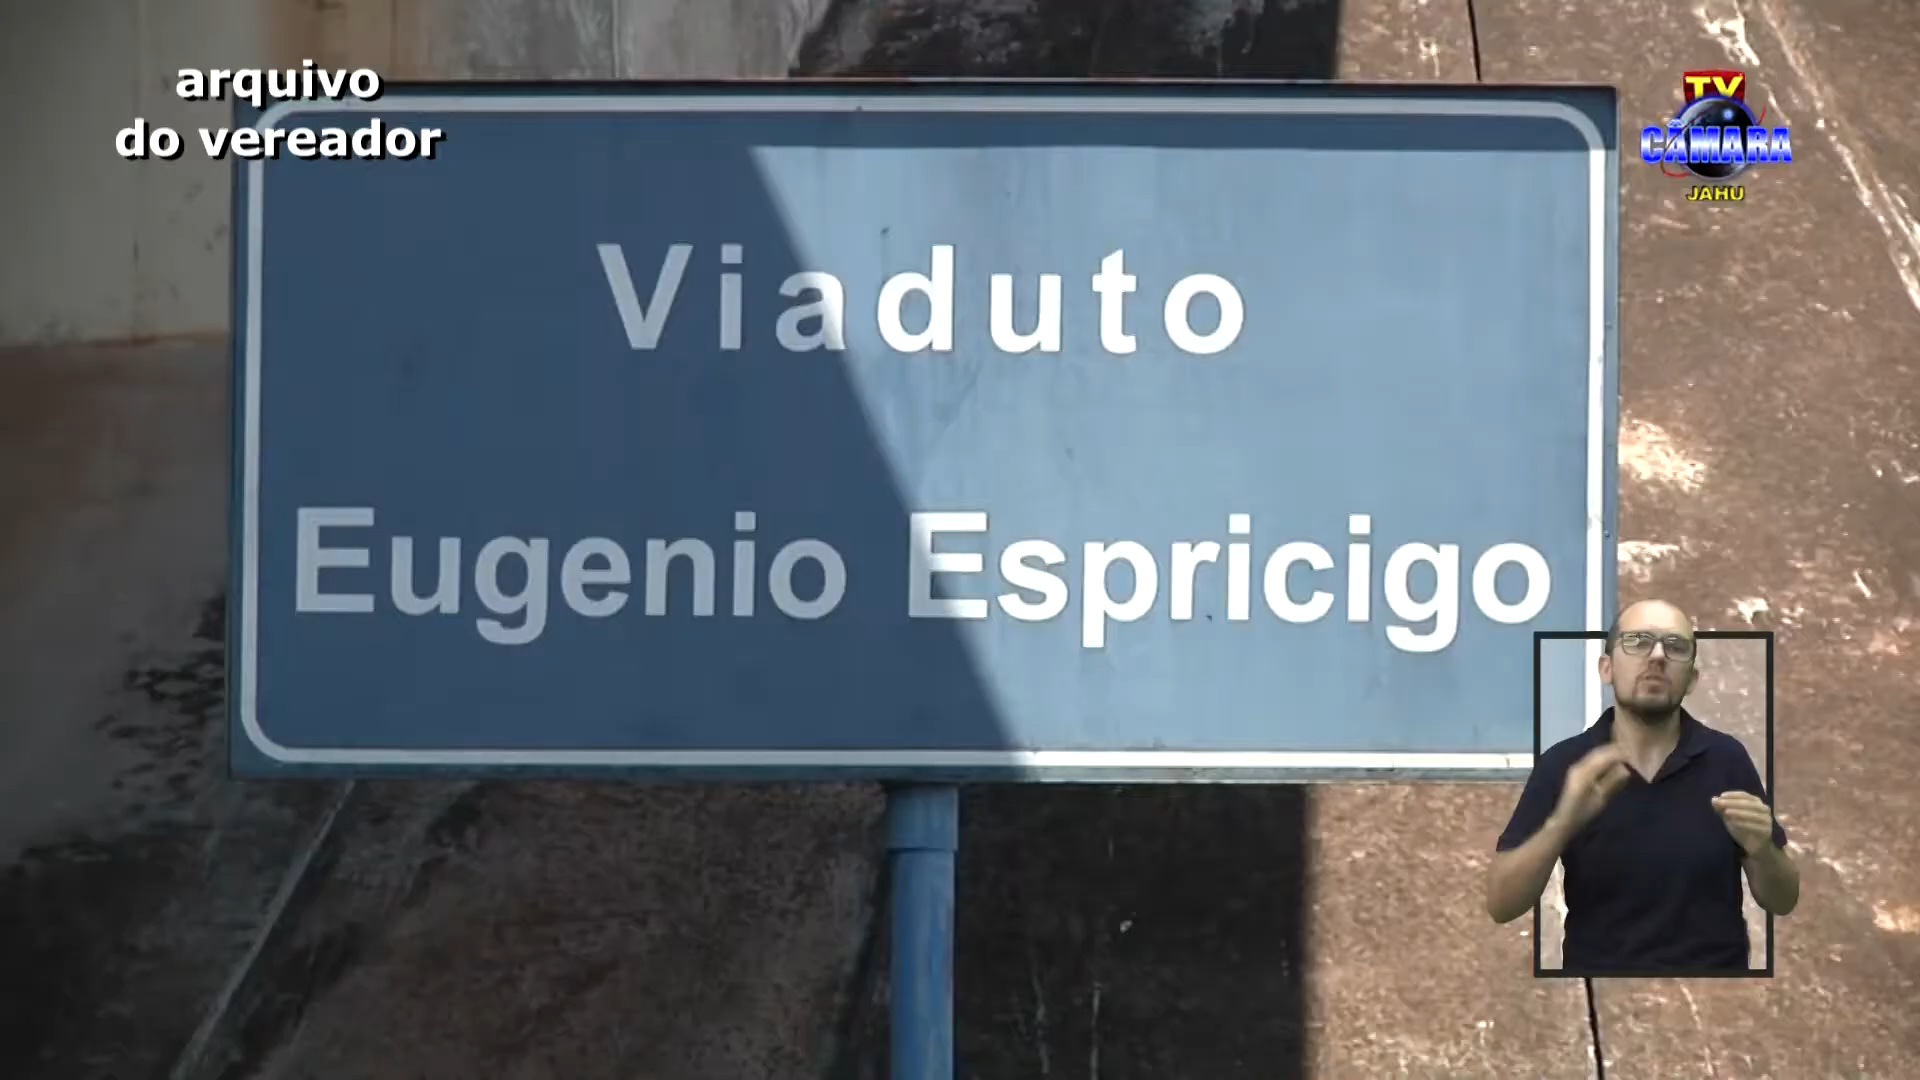 arquivo
do vereador
TV
CÂMARA
JAHU
Viaduto
Eugenio Espricigo